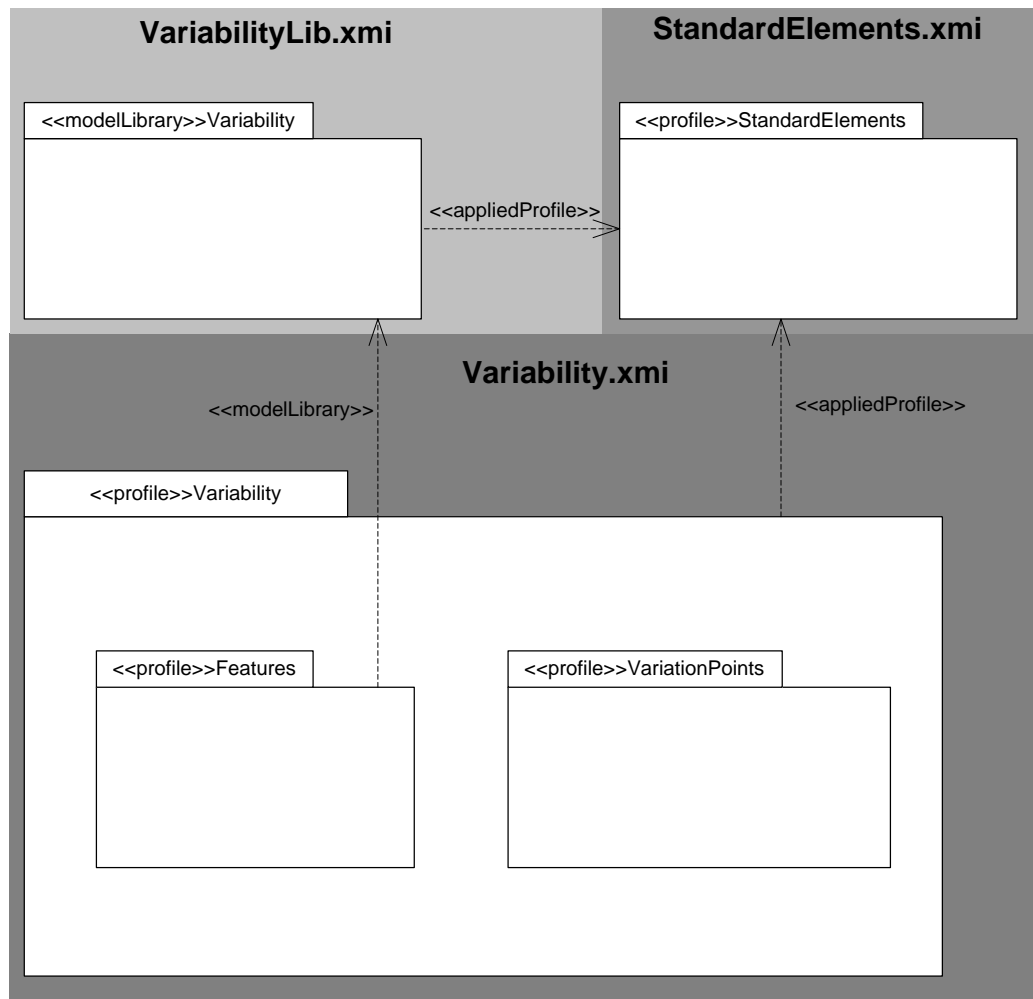 VariabilityLib.xmi
StandardElements.xmi
<<modelLibrary>>Variability
<<profile>>StandardElements
<<appliedProfile>>
Variability.xmi
<<modelLibrary>>
<<appliedProfile>>
<<profile>>Variability
<<profile>>Features
<<profile>>VariationPoints